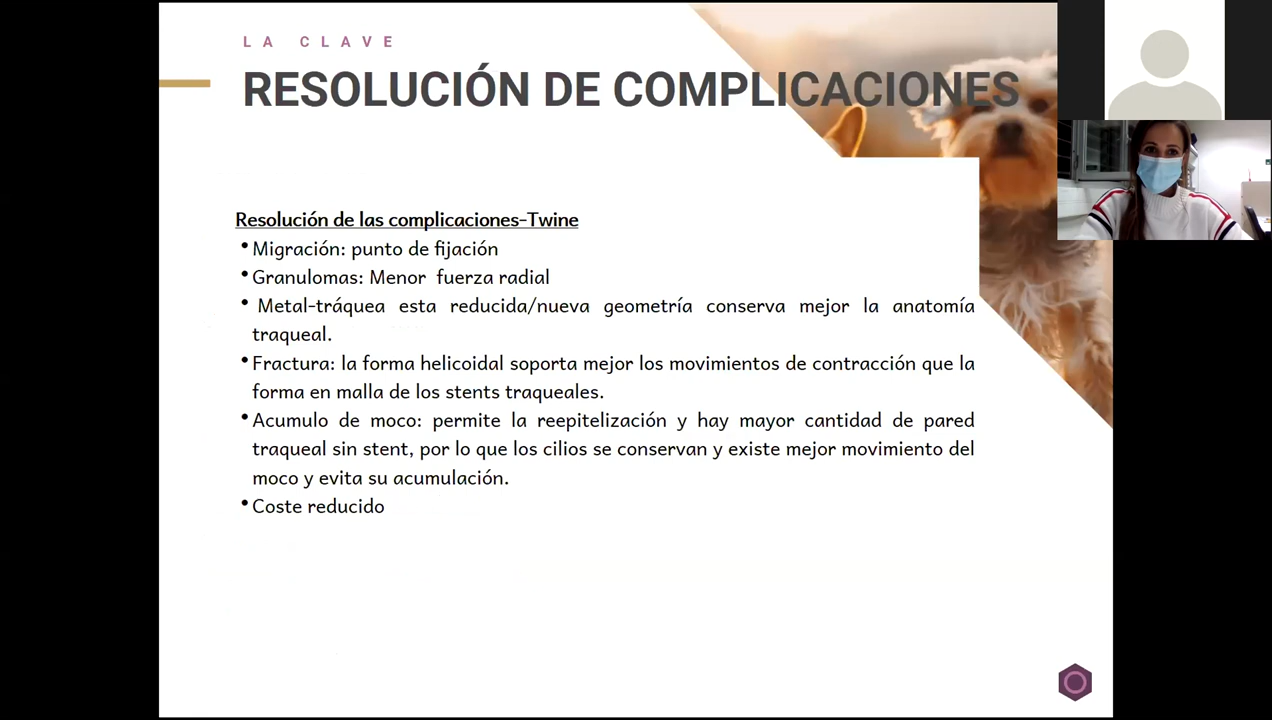 LA CLAVE
RESOLUCIÓN DE COMPLICACIONES
Resolución de las complicaciones-Twine
•Migración: punto de fijación
•Granulomas: Menor fuerza radial
• Metal-tráquea esta reducida/nueva geometría conserva mejor la anatomía
traqueal.
•Fractura: la forma helicoidal soporta mejor los movimientos de contracción que la
forma en malla de los stents traqueales.
•Acumulo de moco: permite la reepitelización y hay mayor cantidad de pared
traqueal sin stent, por lo que los cilios se conservan y existe mejor movimiento del
moco y evita su acumulación.
•Coste reducido